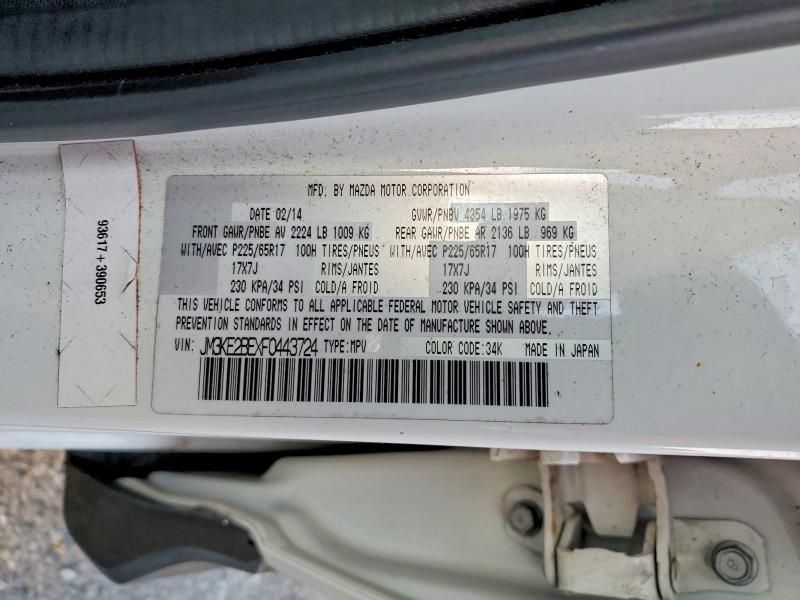 93617 + 390653
MFD. BY MAZDA MOTOR CORPORATION
DATE 02/14 GVWR/PNBV 4354 LB 1975 KG
FRONT GAWR/PNBE AV 2224 LB 1009 KG REAR GAWR/PNBE AR 2136 LB 969 KG
WITH/AVEC P225/65R17 100H TIRES/PNEUS WITH/AVEC P225/65R17 100H TIRES/PNEUS
17X7J RIMS/JANTES 17X7J RIMS/JANTES
230 KPA/34 PSI COLD/A FROID 230 KPA/34 PSI COLD/A FROID
THIS VEHICLE CONFORMS TO ALL APPLICABLE FEDERAL MOTOR VEHICLE SAFETY AND THEFT
PREVENTION STANDARDS IN EFFECT ON THE DATE OF MANUFACTURE SHOWN ABOVE.
VIN: JM3KE2BEXF0443724 TYPE:MPV COLOR CODE:34K MADE IN JAPAN
8